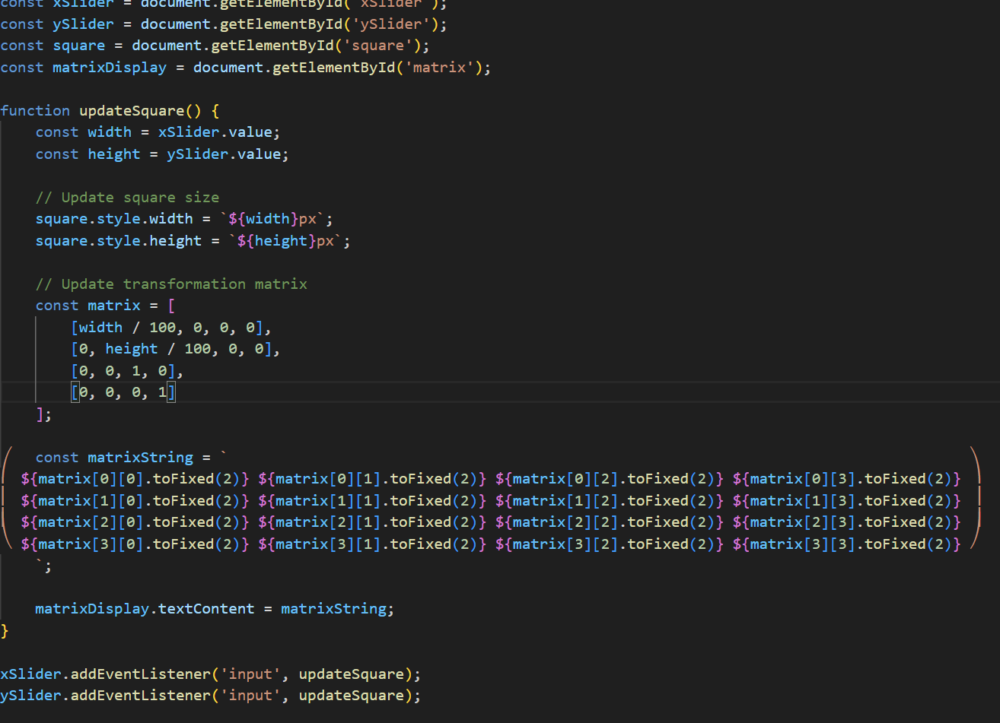 const xSlider = document.getElementById('xSlider');
const ySlider = document.getElementById('ySlider');
const square = document.getElementById('square');
const matrixDisplay = document.getElementById('matrix');
function updateSquare() {
const width = xSlider.value;
const height = ySlider.value;
// Update square size
square.style.width = `${width}px`;
square.style.height = `${height}px`;
// Update transformation matrix
const matrix = [
[width / 100, 0, 0, 0],
[0, height / 100, 0, 0],
[0, 0, 1, 0],
[0, 0, 0, 1]
];
const matrixString = `
⎛ ${matrix[0][0].toFixed(2)} ${matrix[0][1].toFixed(2)} ${matrix[0][2].toFixed(2)} ${matrix[0][3].toFixed(2)} ⎞
⎜ ${matrix[1][0].toFixed(2)} ${matrix[1][1].toFixed(2)} ${matrix[1][2].toFixed(2)} ${matrix[1][3].toFixed(2)} ⎟
⎜ ${matrix[2][0].toFixed(2)} ${matrix[2][1].toFixed(2)} ${matrix[2][2].toFixed(2)} ${matrix[2][3].toFixed(2)} ⎟
⎝ ${matrix[3][0].toFixed(2)} ${matrix[3][1].toFixed(2)} ${matrix[3][2].toFixed(2)} ${matrix[3][3].toFixed(2)} ⎠
`;
matrixDisplay.textContent = matrixString;
}
xSlider.addEventListener('input', updateSquare);
ySlider.addEventListener('input', updateSquare);